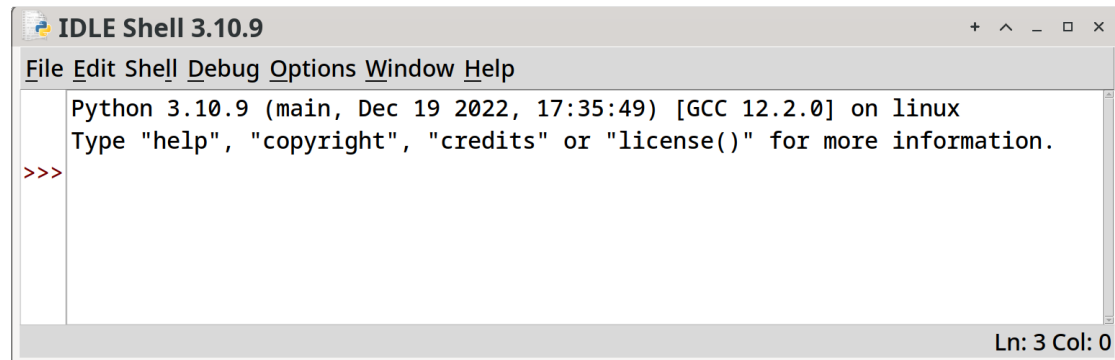 IDLE Shell 3.10.9
File Edit Shell Debug Options Window Help
Python 3.10.9 (main, Dec 19 2022, 17:35:49) [GCC 12.2.0] on linux
Type "help", "copyright", "credits" or "license()" for more information.
>>>
Ln: 3 Col: 0